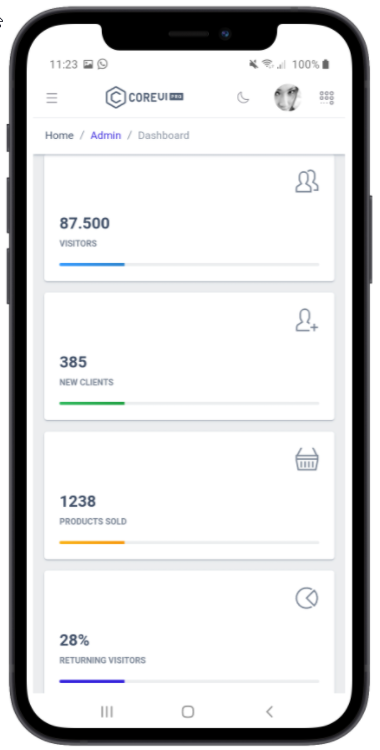 11:23 100%
COREUI PRO
Home / Admin / Dashboard
87.500
VISITORS
385
NEW CLIENTS
1238
PRODUCTS SOLD
28%
RETURNING VISITORS